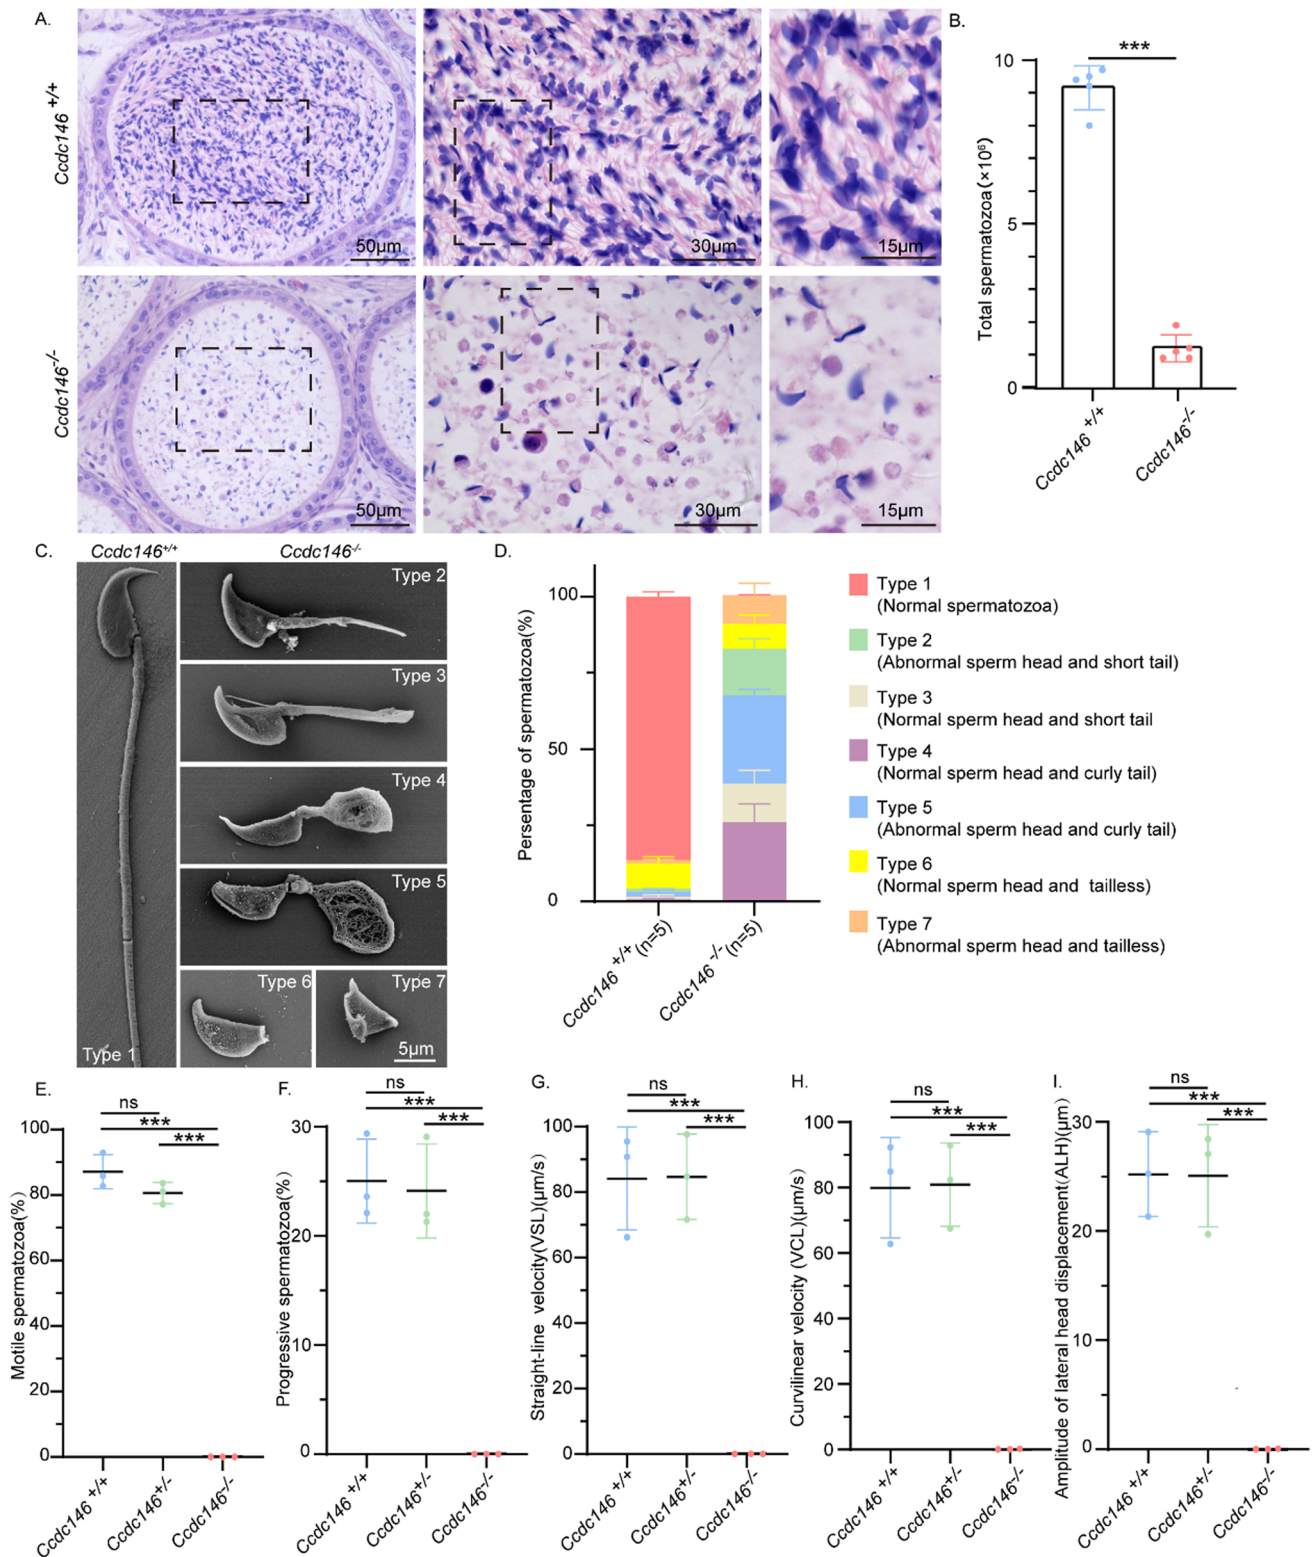 A.
Ccdc146 +/+
50μm
30μm
15μm
Ccdc146-/-
50μm
30μm
15μm
B.
***
Total spermatozoa(×10⁶)
10
5
0
Ccdc146 +/+
Ccdc146-/-
C.
Ccdc146+/+
Ccdc146-/-
Type 1
Type 2
Type 3
Type 4
Type 5
Type 6
Type 7
5μm
D.
Persentage of spermatozoa(%)
100
50
0
Ccdc146 +/+(n=5)
Ccdc146 -/-(n=5)
Type 1
(Normal spermatozoa)
Type 2
(Abnormal sperm head and short tail)
Type 3
(Normal sperm head and short tail
Type 4
(Normal sperm head and curly tail)
Type 5
(Abnormal sperm head and curly tail)
Type 6
(Normal sperm head and tailless)
Type 7
(Abnormal sperm head and tailless)
E.
ns
***
***
Motile spermatozoa(%)
100
80
60
40
20
0
Ccdc146 +/+
Ccdc146+/-
Ccdc146-/-
F.
ns
***
***
Progressive spermatozoa(%)
30
20
10
0
Ccdc146 +/+
Ccdc146+/-
Ccdc146-/-
G.
ns
***
***
Straight-line velocity(VSL)(μm/s)
100
80
60
40
20
0
Ccdc146 +/+
Ccdc146+/-
Ccdc146-/-
H.
ns
***
***
Curvilinear velocity (VCL)(μm/s)
100
80
60
40
20
0
Ccdc146 +/+
Ccdc146+/-
Ccdc146-/-
I.
ns
***
***
Amplitude of lateral head displacement(ALH)(μm)
30
20
10
0
Ccdc146 +/+
Ccdc146+/-
Ccdc146-/-